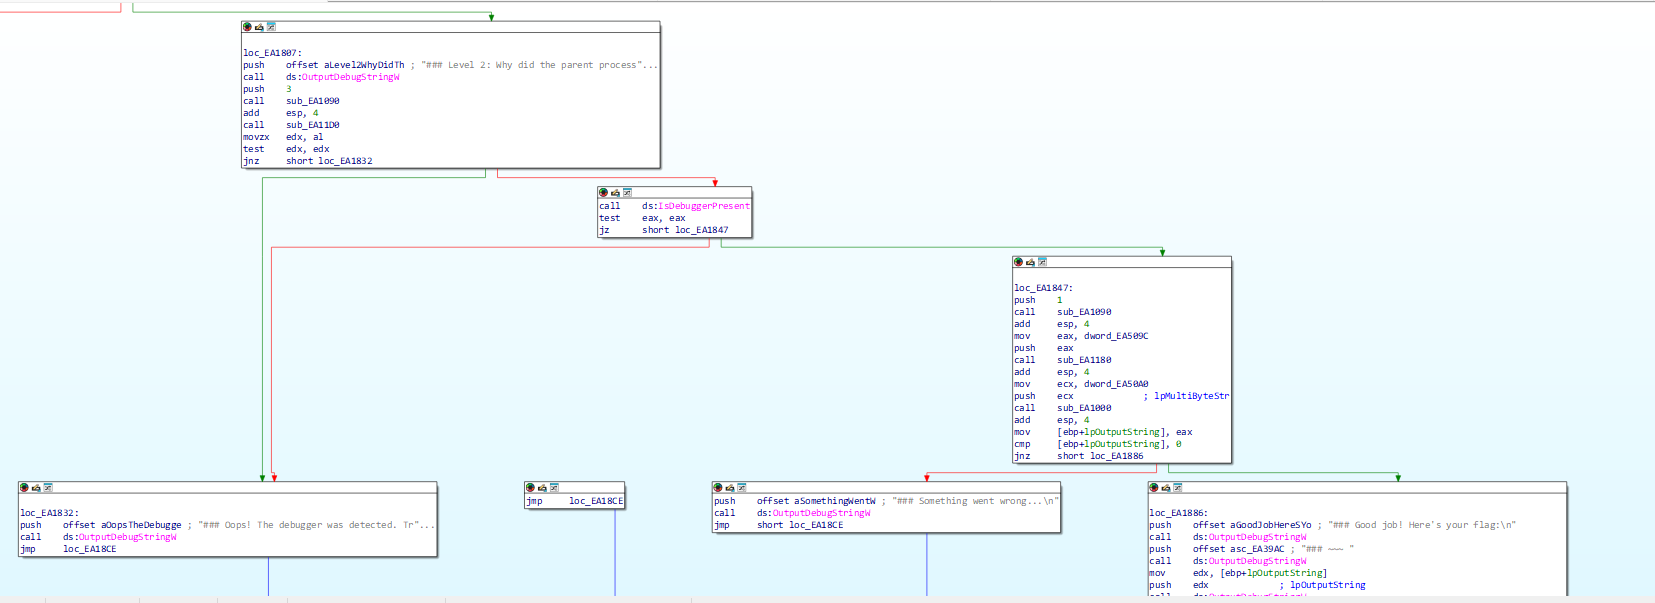 loc_EA1807:
push offset aLevel2WhyDidTh ; "### Level 2: Why did the parent process"...
call ds:OutputDebugStringW
push 3
call sub_EA1090
add esp, 4
call sub_EA11D0
movzx edx, al
test edx, edx
jnz short loc_EA1832
call ds:IsDebuggerPresent
test eax, eax
jz short loc_EA1847
loc_EA1847:
push 1
call sub_EA1090
add esp, 4
mov eax, dword_EA509C
push eax
call sub_EA1180
add esp, 4
mov ecx, dword_EA50A0
push ecx ; lpMultiByteStr
call sub_EA1000
add esp, 4
mov [ebp+lpOutputString], eax
cmp [ebp+lpOutputString], 0
jnz short loc_EA1886
loc_EA1832:
push offset aOopsTheDebugge ; "### Oops! The debugger was detected. Tr"...
call ds:OutputDebugStringW
jmp loc_EA18CE
jmp loc_EA18CE
push offset aSomethingWentW ; "### Something went wrong...\n"
call ds:OutputDebugStringW
jmp short loc_EA18CE
loc_EA1886:
push offset aGoodJobHereSYo ; "### Good job! Here's your flag:\n"
call ds:OutputDebugStringW
push offset asc_EA39AC ; "### ~~~ "
call ds:OutputDebugStringW
mov edx, [ebp+lpOutputString]
push edx ; lpOutputString